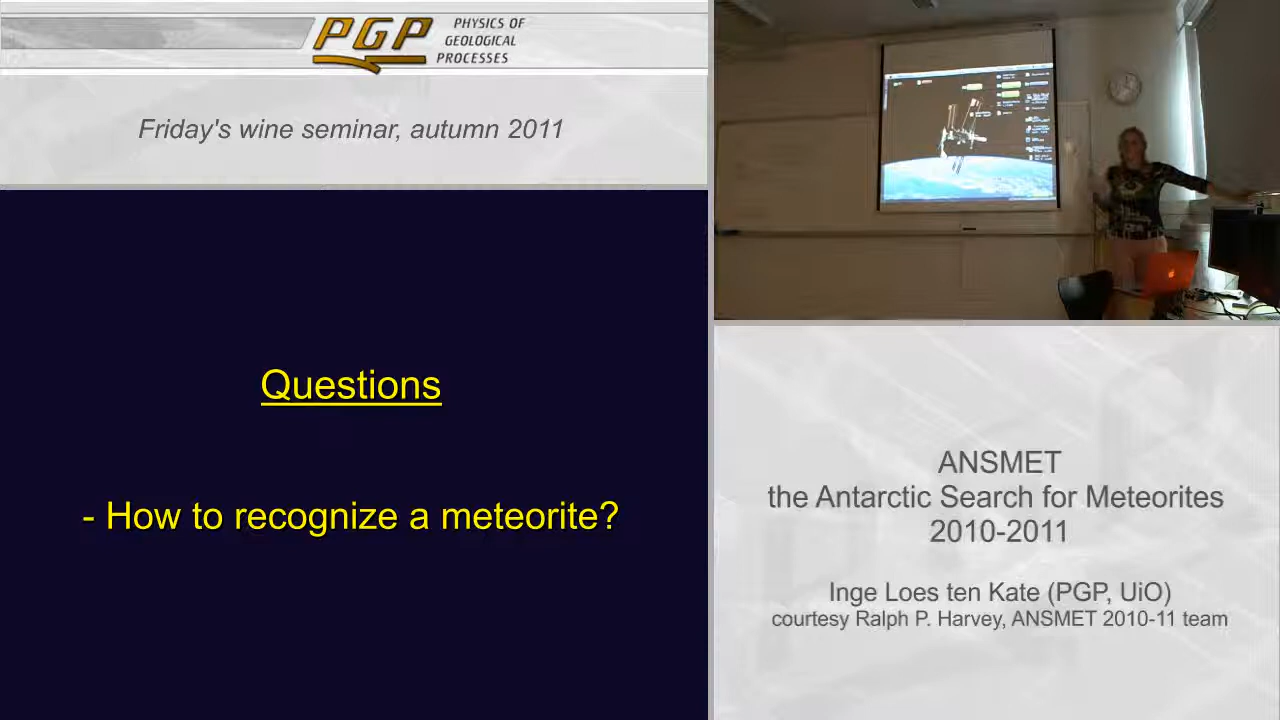 PGP
PHYSICS OF
GEOLOGICAL
PROCESSES
Friday's wine seminar, autumn 2011
Questions
- How to recognize a meteorite?
ANSMET
the Antarctic Search for Meteorites
2010-2011
Inge Loes ten Kate (PGP, UiO)
courtesy Ralph P. Harvey, ANSMET 2010-11 team